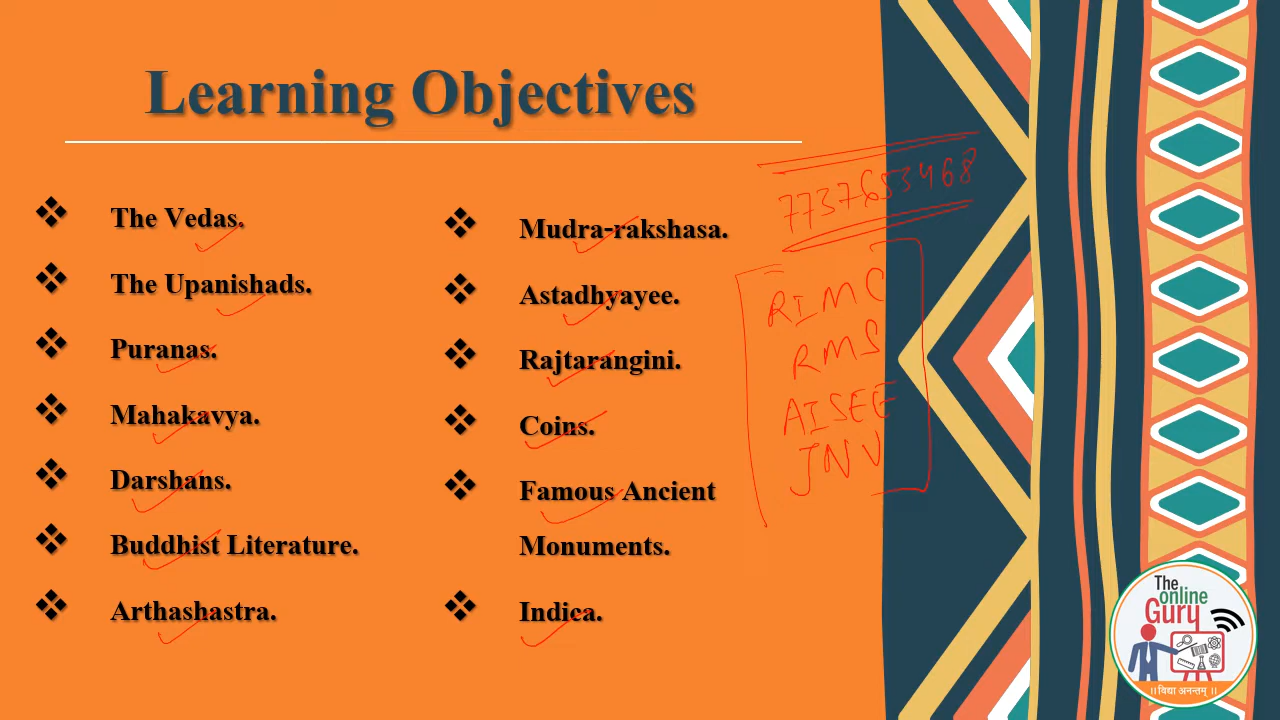 Learning Objectives
The Vedas.
The Upanishads.
Puranas.
Mahakavya.
Darshans.
Buddhist Literature.
Arthashastra.
Mudra-rakshasa.
Astadhyayee.
Rajtarangini.
Coins.
Famous Ancient
Monuments.
Indica.
7737653468
RIMC
RMS
AISEE
JNV
The
online
Gury
।। विद्या अनन्तम् ।।